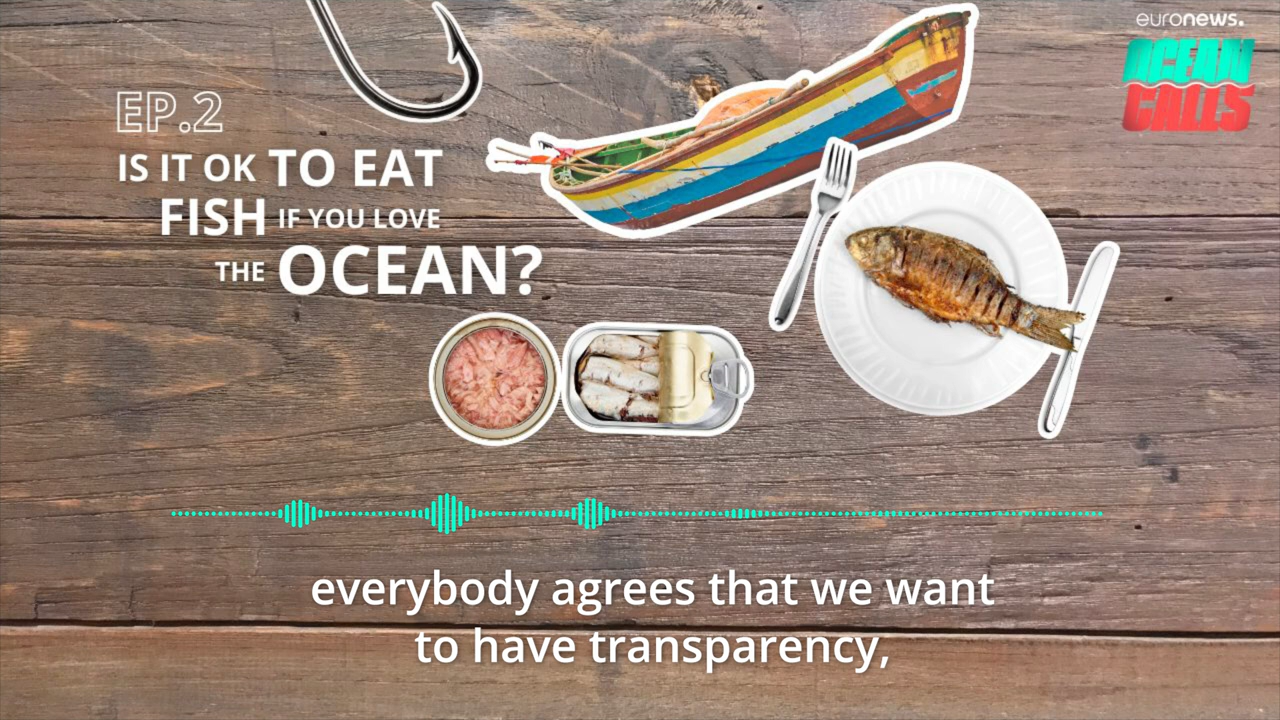 euronews.
OCEAN
CALLS
EP.2
IS IT OK TO EAT
FISH IF YOU LOVE
THE OCEAN?
everybody agrees that we want
to have transparency,